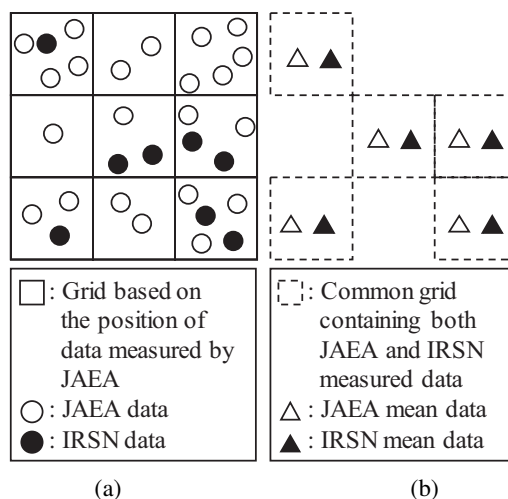 : Grid based on
the position of
data measured by
JAEA
: JAEA data
: IRSN data
: Common grid
containing both
JAEA and IRSN
measured data
: JAEA mean data
: IRSN mean data
(a)
(b)